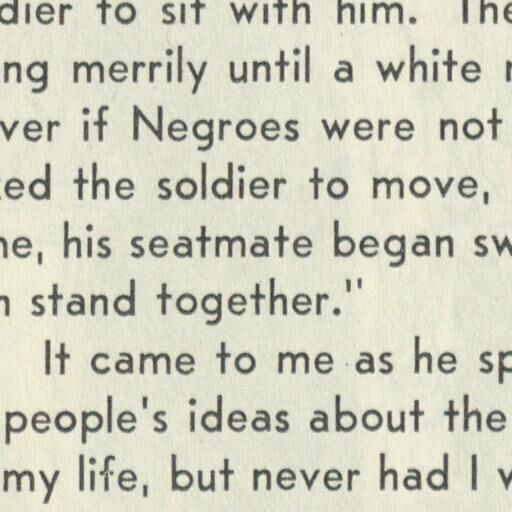 dier to sit with him. The
ng merrily until a white
ver if Negroes were not
ed the soldier to move,
he, his seatmate began sw
stand together."
It came to me as he sp
people's ideas about the
my life, but never had I